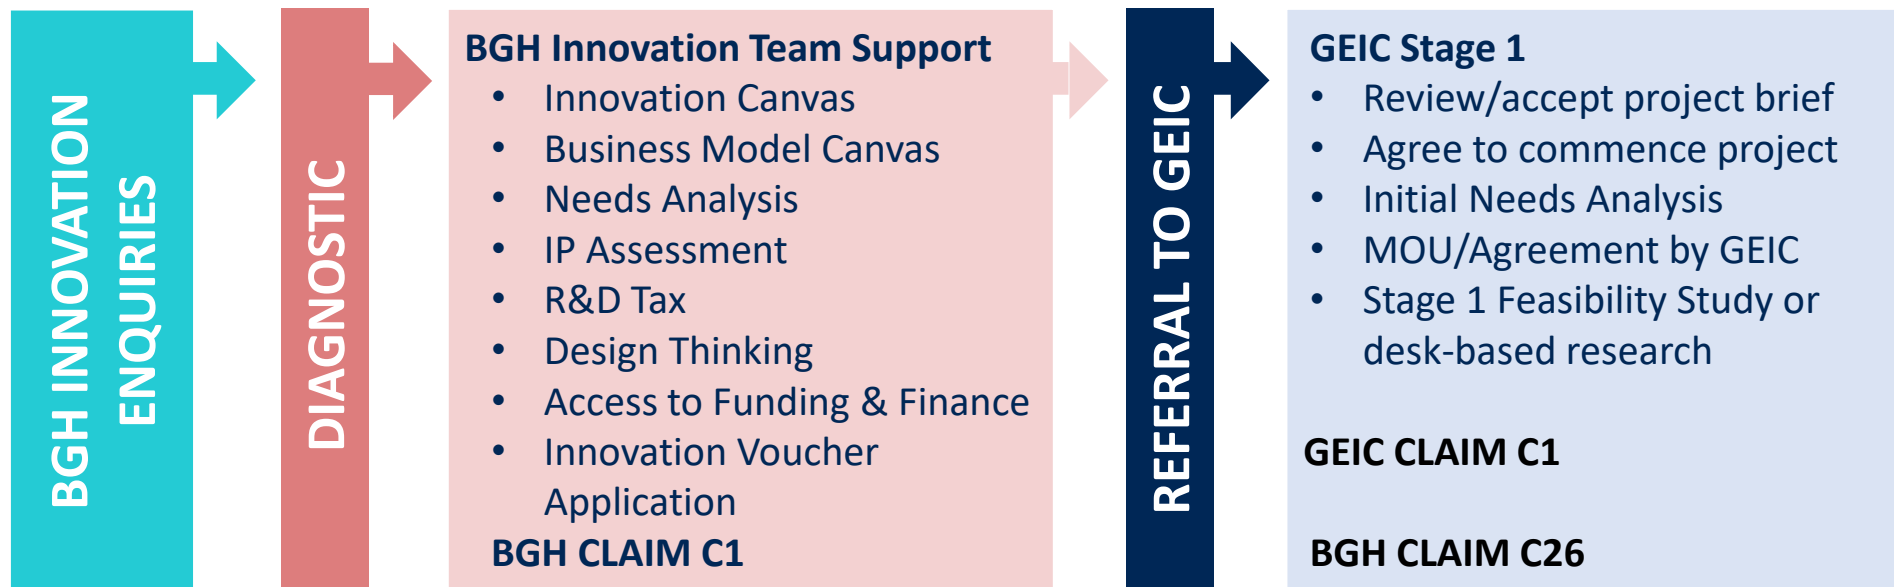 BGH INNOVATION
ENQUIRIES
DIAGNOSTIC
BGH Innovation Team Support
• Innovation Canvas
• Business Model Canvas
• Needs Analysis
• IP Assessment
• R&D Tax
• Design Thinking
• Access to Funding & Finance
• Innovation Voucher
Application
BGH CLAIM C1
REFERRAL TO GEIC
GEIC Stage 1
• Review/accept project brief
• Agree to commence project
• Initial Needs Analysis
• MOU/Agreement by GEIC
• Stage 1 Feasibility Study or
desk-based research
GEIC CLAIM C1
BGH CLAIM C26